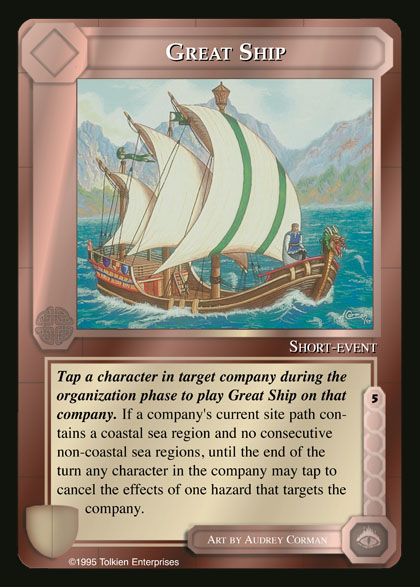 GREAT SHIP
Corman
SHORT-EVENT
Tap a character in target company during the
organization phase to play Great Ship on that
company. If a company's current site path con-
tains a coastal sea region and no consecutive
non-coastal sea regions, until the end of the
turn any character in the company may tap to
cancel the effects of one hazard that targets the
company.
5
ART BY AUDREY CORMAN
©1995 Tolkien Enterprises